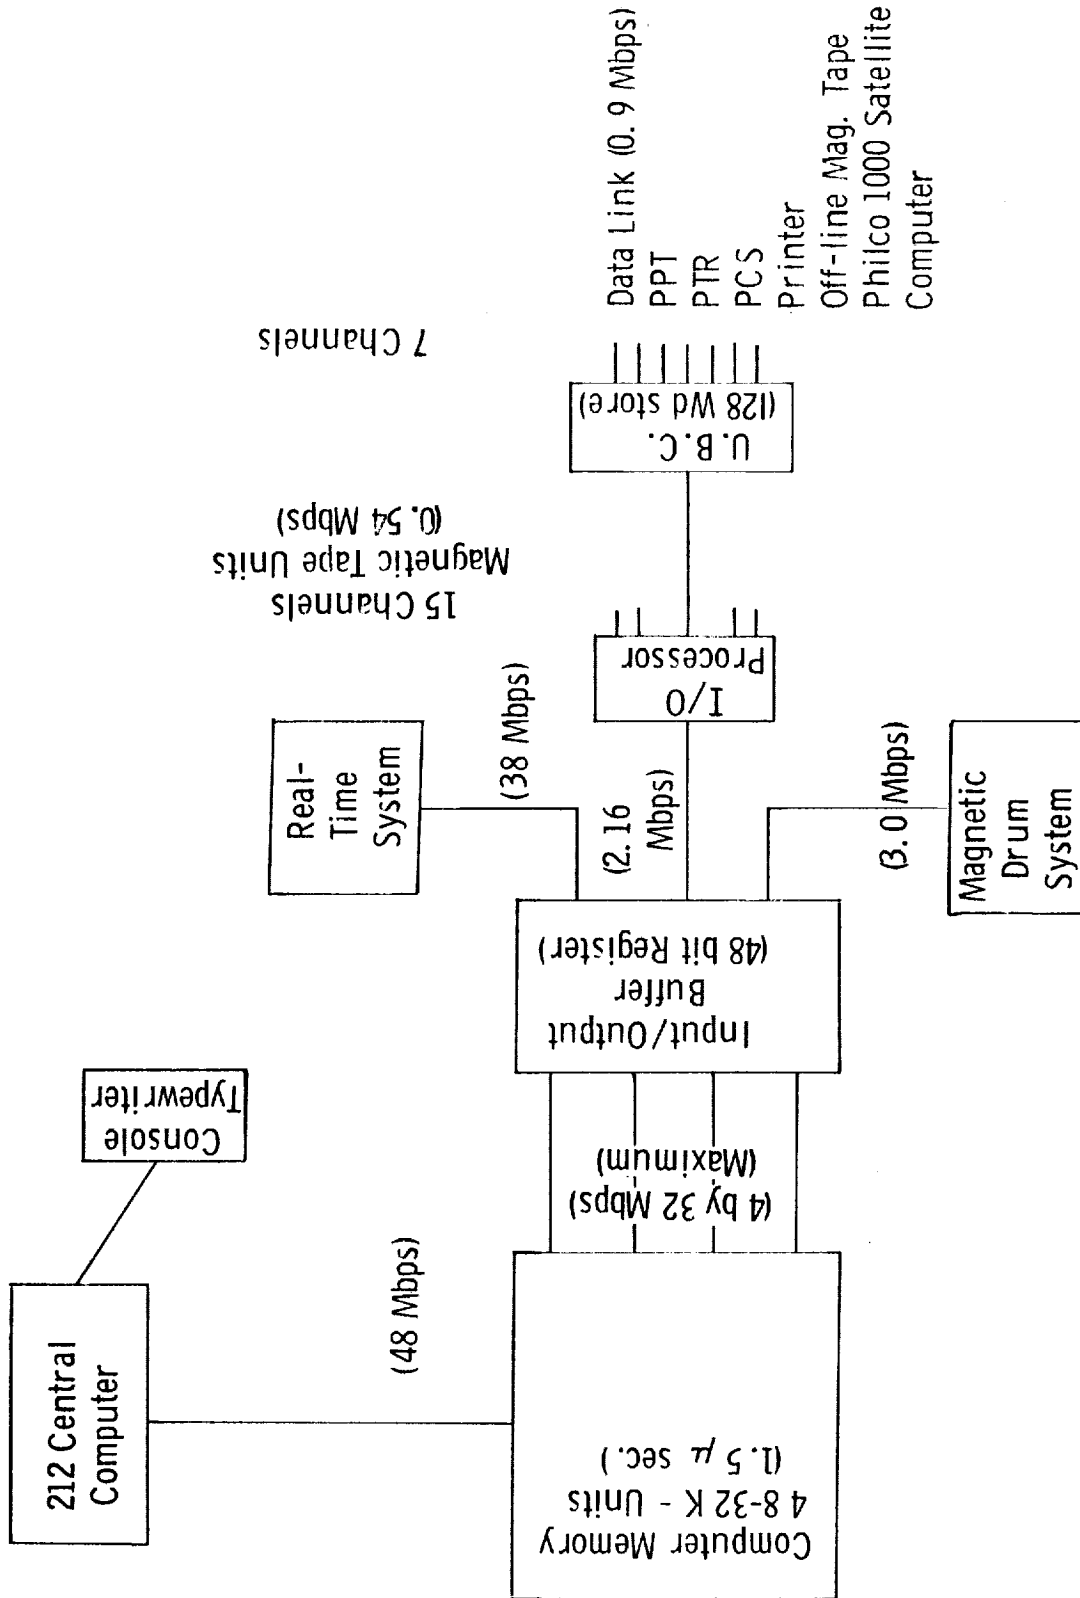 212 Central
Computer
Console
Typewriter
(48 Mbps)
Computer Memory
4 8-32 K - Units
(1.5 μ sec.)
(4 by 32 Mbps)
(Maximum)
Input/Output
Buffer
(48 bit Register)
Real-
Time
System
(38 Mbps)
(2.16
Mbps)
(3.0 Mbps)
Magnetic
Drum
System
I/O
Processor
15 Channels
Magnetic Tape Units
(0.54 Mbps)
U.B.C.
(128 Wd store)
7 Channels
Data Link (0.9 Mbps)
PPT
PTR
PCS
Printer
Off-line Mag. Tape
Philco 1000 Satellite
Computer